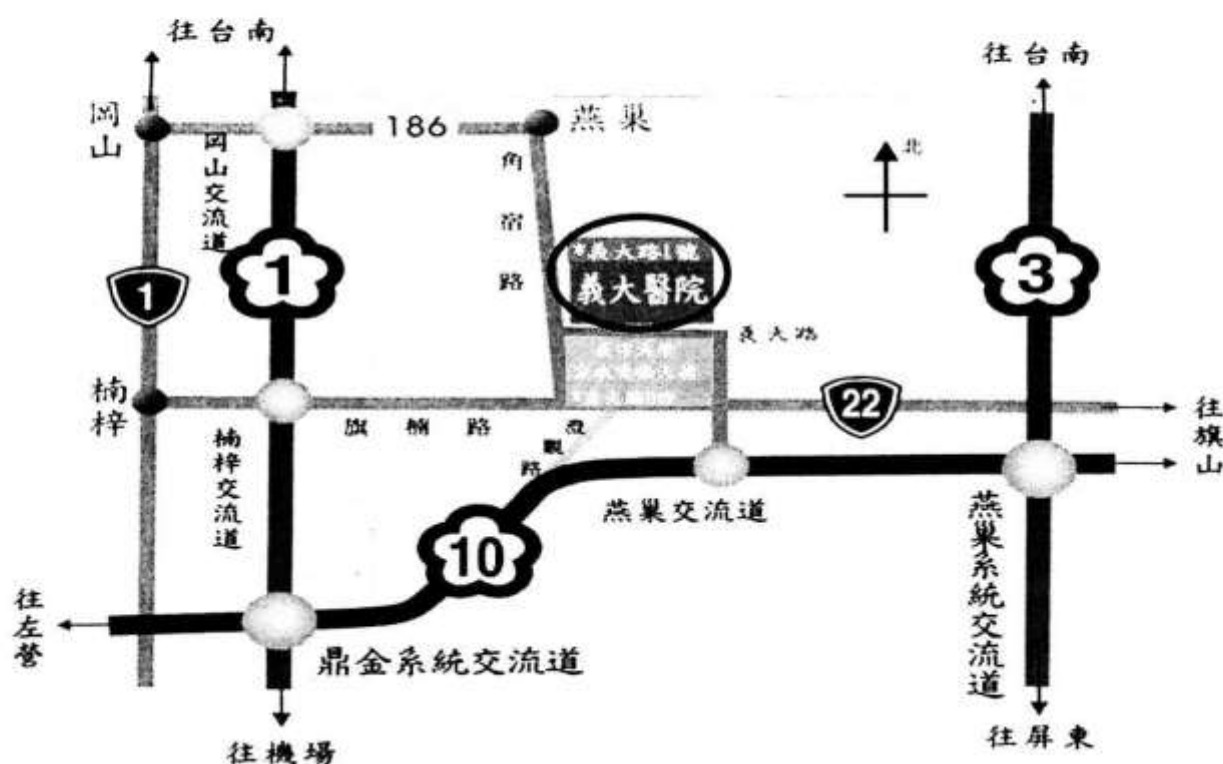 往台南
往台南
岡山
186
燕巢
北
岡山交流道
角宿路
*義大路1號
義大醫院
1
1
3
義大路
楠梓
22
往旗山
旗楠路
澄觀路
楠梓交流道
燕巢交流道
10
燕巢系統交流道
往左營
鼎金系統交流道
往機場
往屏東